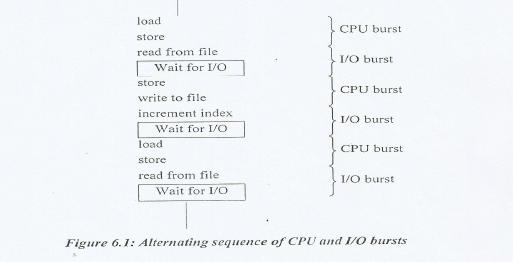 load
store
CPU burst
read from file
Wait for I/O
I/O burst
store
write to file
CPU burst
increment index
Wait for I/O
I/O burst
load
store
CPU burst
read from file
Wait for I/O
I/O burst
Figure 6.1: Alternating sequence of CPU and I/O bursts